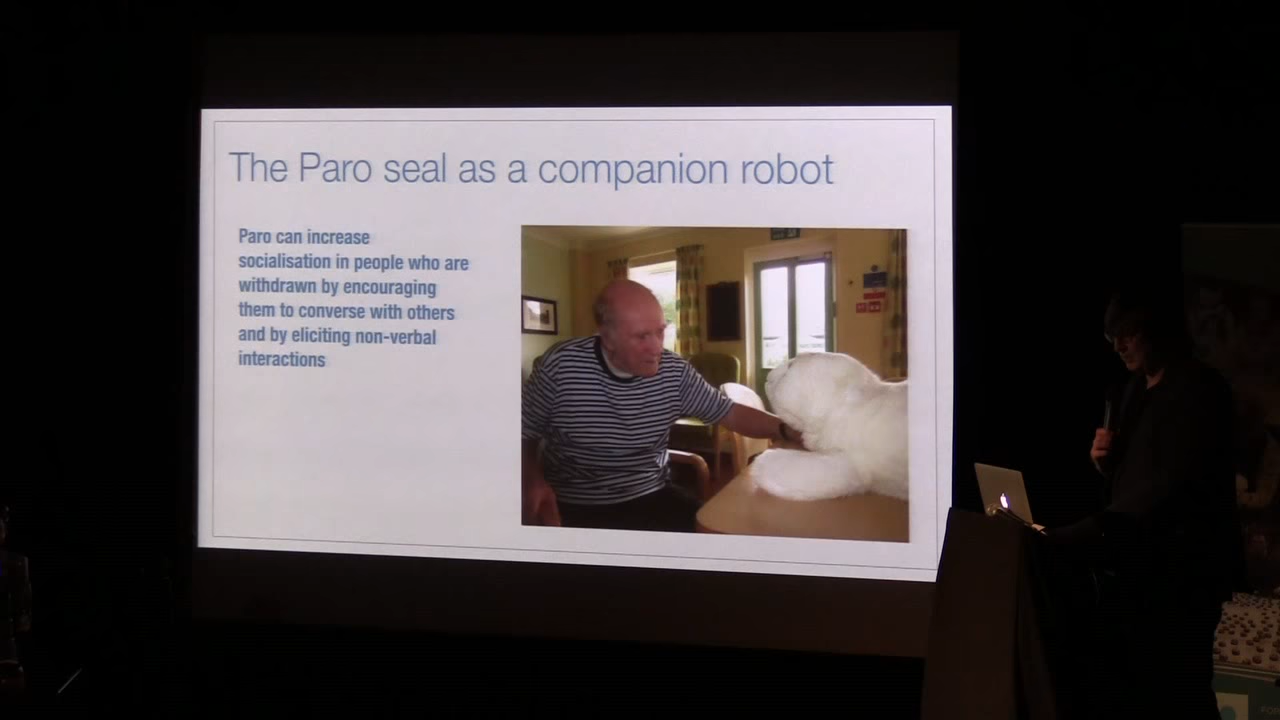 The Paro seal as a companion robot
Paro can increase
socialisation in people who are
withdrawn by encouraging
them to converse with others
and by eliciting non-verbal
interactions